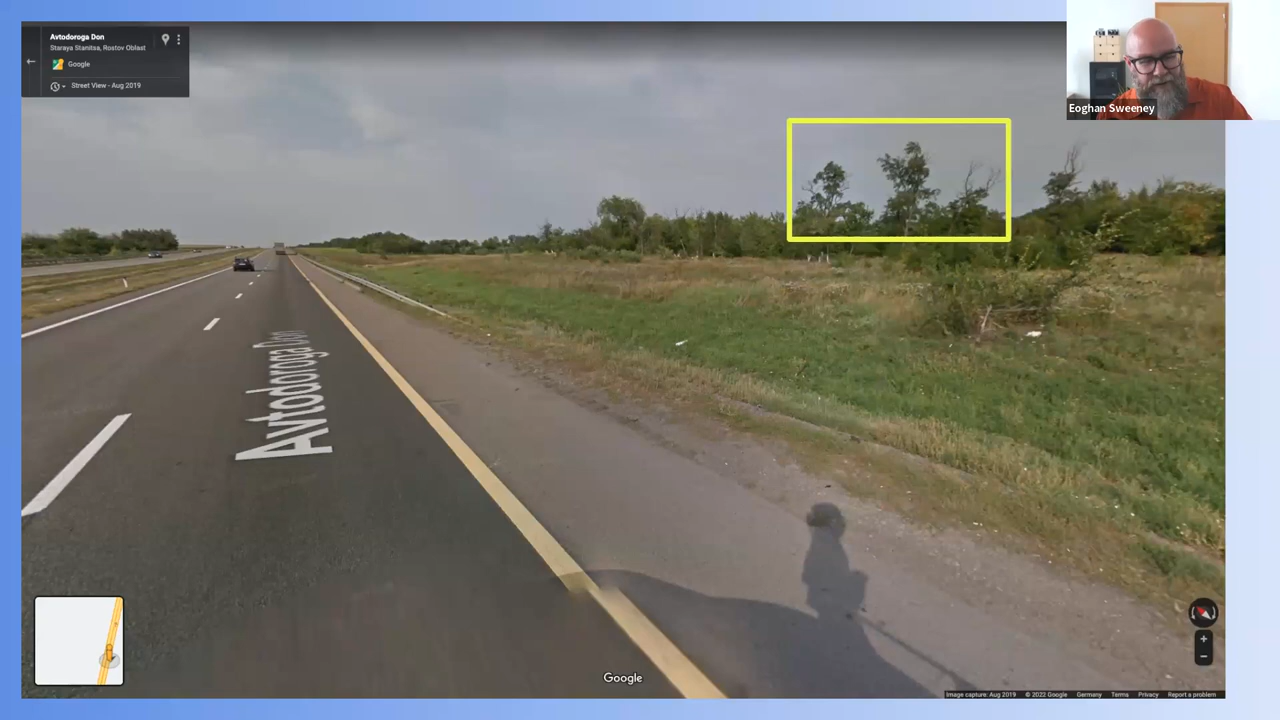 Avtodoroga Don
Staraya Stanitsa, Rostov Oblast
Google
Street View - Aug 2019
Eoghan Sweeney
Avtodoroga Don
Google
Image capture: Aug 2019 © 2022 Google Germany Terms Privacy Report a problem